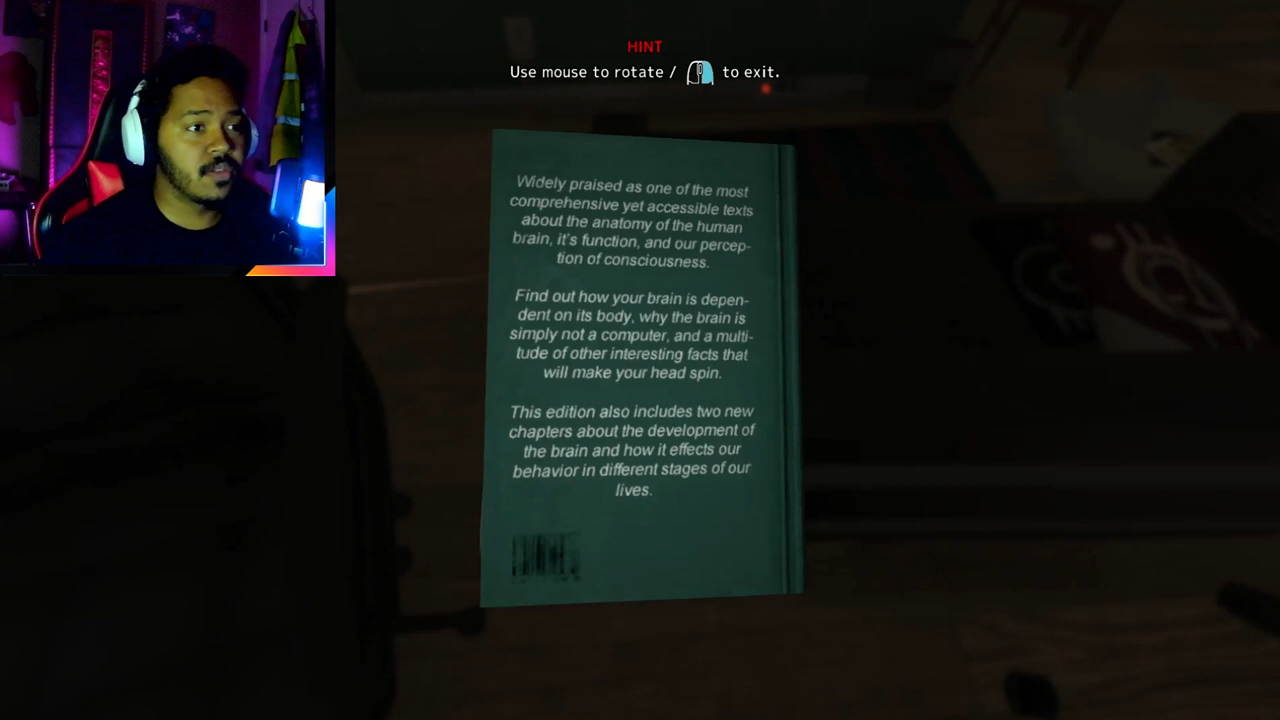 HINT
Use mouse to rotate / to exit.
Widely praised as one of the most
comprehensive yet accessible texts
about the anatomy of the human
brain, it's function, and our percep-
tion of consciousness.
Find out how your brain is depen-
dent on its body, why the brain is
simply not a computer, and a multi-
tude of other interesting facts that
will make your head spin.
This edition also includes two new
chapters about the development of
the brain and how it effects our
behavior in different stages of our
lives.